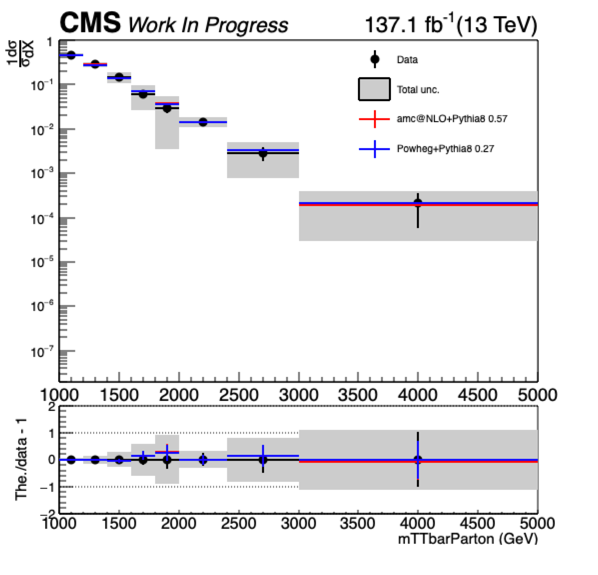 CMS Work In Progress 137.1 fb⁻¹(13 TeV)
1dσ
σdX
1
10⁻¹
10⁻²
10⁻³
10⁻⁴
10⁻⁵
10⁻⁶
10⁻⁷
Data
Total unc.
amc@NLO+Pythia8 0.57
Powheg+Pythia8 0.27
1000 1500 2000 2500 3000 3500 4000 4500 5000
The./data - 1
2
1
0
−1
−2
1000 1500 2000 2500 3000 3500 4000 4500 5000
mTTbarParton (GeV)